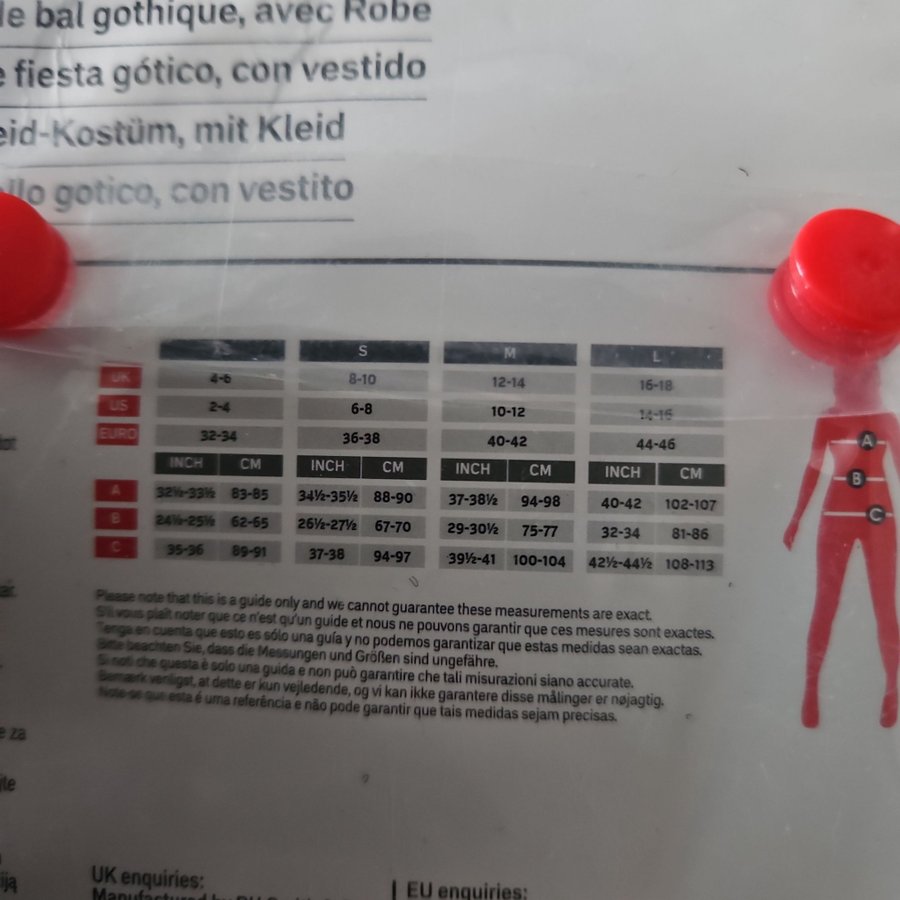 le bal gothique, avec Robe
e fiesta gótico, con vestido
eid-Kostüm, mit Kleid
llo gotico, con vestito
XS S M L
UK 4-6 8-10 12-14 16-18
US 2-4 6-8 10-12 14-16
EURO 32-34 36-38 40-42 44-46
INCH CM INCH CM INCH CM INCH CM
A 32½-33½ 83-85 34½-35½ 88-90 37-38½ 94-98 40-42 102-107
B 24½-25½ 62-65 26½-27½ 67-70 29-30½ 75-77 32-34 81-86
C 35-36 89-91 37-38 94-97 39½-41 100-104 42½-44½ 108-113
A
B
C
Please note that this is a guide only and we cannot guarantee these measurements are exact.
S'il vous plaît noter que ce n'est qu'un guide et nous ne pouvons garantir que ces mesures sont exactes.
Tenga en cuenta que esto es sólo una guía y no podemos garantizar que estas medidas sean exactas.
Bitte beachten Sie, dass die Messungen und Größen sind ungefähre.
Si noti che questa è solo una guida e non può garantire che tali misurazioni siano accurate.
Bemærk venligst, at dette er kun vejledende, og vi kan ikke garantere disse målinger er nøjagtig.
Note-se que esta é uma referência e não pode garantir que tais medidas sejam precisas.
e za
UK enquiries:
Manufactured by
EU enquiries: